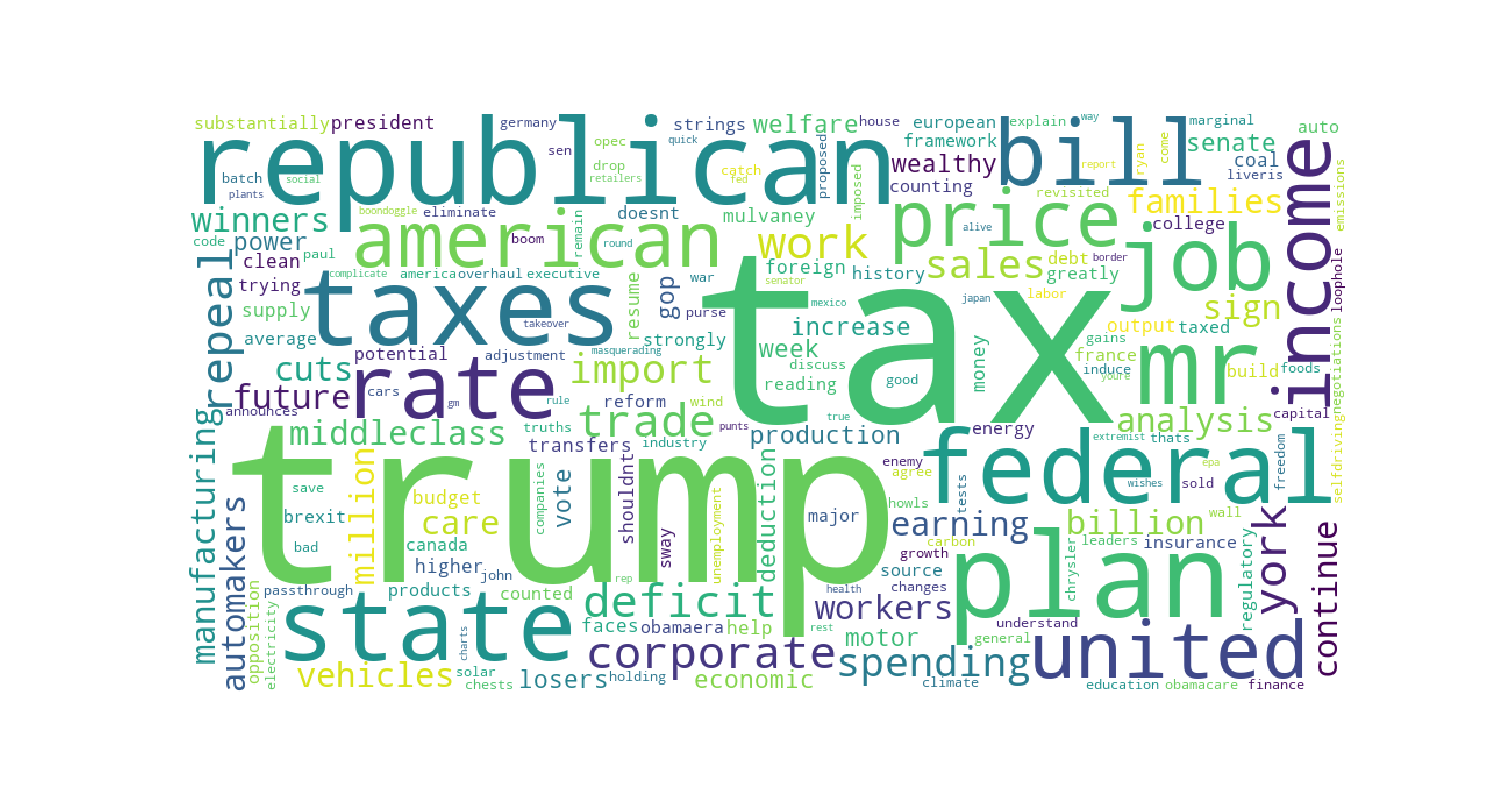 substantially
president
germany
strings
welfare
house
european
explain
way
marginal
auto
republican
bill
sen
quick
opec
framework
senate
batch
drop
proposed
wealthy
ryan
come
report
coal
plants
social
retailers
catch
fed
counting
imposed
revisited
liveris
income
emissions
winners
boondoggle
eliminate
remain
doesnt
mulvaney
price
families
college
code
power
american
boom
round
work
alive
job
paul
clean
complicate
america
overhaul
executive
gop
war
foreign
history
sales
debt
greatly
border
loophole
trying
taxes
resume
purse
senator
tax
mexico
japan
labor
sign
repeal
supply
takeover
strongly
increase
output
taxed
mr
average
potential
adjustment
masquerading
week
discuss
money
gains
france
build
negotiations
cuts
rate
import
reading
good
induce
foods
youre
future
cars
gm
rule
reform
wind
announces
trade
true
analysis
capital
middleclass
truths
punts
production
energy
extremist
thats
manufacturing
transfers
industry
federal
selfdriving
freedom
trump
million
companies
vote
shouldnt
unemployment
deduction
enemy
agree
tests
epa
wishes
sold
save
budget
howls
automakers
brexit
care
major
earning
billion
wall
york
bad
canada
sway
growth
carbon
plan
leaders
insurance
continue
higher
john
rep
source
chrysler
regulatory
opposition
electricity
passthrough
products
counted
deficit
health
changes
workers
state
faces
obamaera
help
rest
motor
general
understand
united
charts
corporate
spending
vehicles
solar
chests
losers
holding
economic
climate
education
obamacare
finance